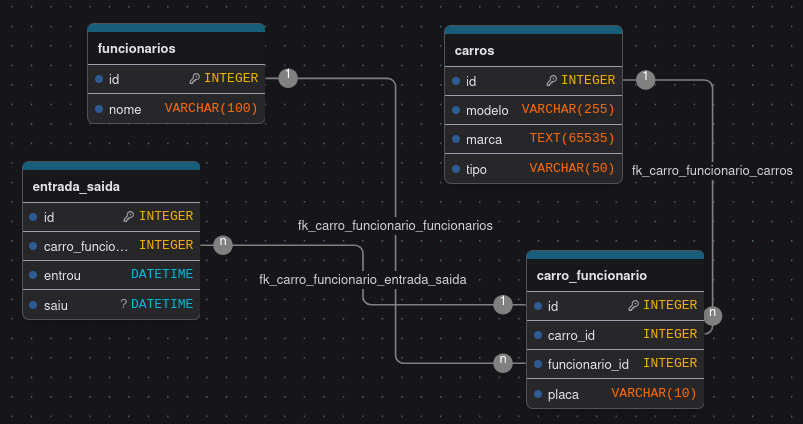 funcionarios
id INTEGER 1
nome VARCHAR(100)
carros
id INTEGER 1
modelo VARCHAR(255)
marca TEXT(65535)
tipo VARCHAR(50)
fk_carro_funcionario_carros
entrada_saida
id INTEGER
carro_funcio... INTEGER n
entrou DATETIME
saiu ? DATETIME
fk_carro_funcionario_funcionarios
fk_carro_funcionario_entrada_saida
carro_funcionario
1 id INTEGER
carro_id INTEGER n
n funcionario_id INTEGER
placa VARCHAR(10)